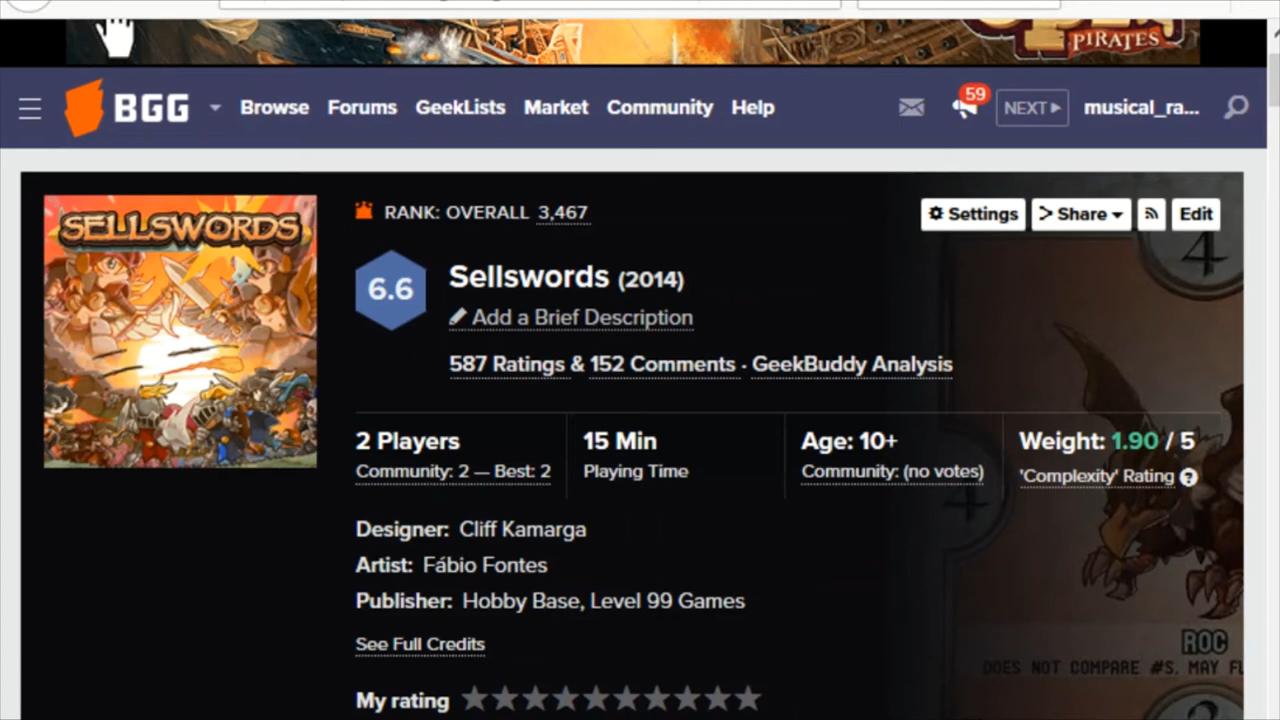 PIRATES
BGG Browse Forums GeekLists Market Community Help 59 NEXT musical_ra...
SELLSWORDS
RANK: OVERALL 3,467
Settings Share Edit
4
6.6
Sellswords (2014)
Add a Brief Description
587 Ratings & 152 Comments · GeekBuddy Analysis
2 Players 15 Min Age: 10+ Weight: 1.90 / 5
Community: 2 — Best: 2 Playing Time Community: (no votes) 'Complexity' Rating ?
4
Designer: Cliff Kamarga
Artist: Fábio Fontes
Publisher: Hobby Base, Level 99 Games
See Full Credits
ROC
DOES NOT COMPARE #S. MAY
My rating